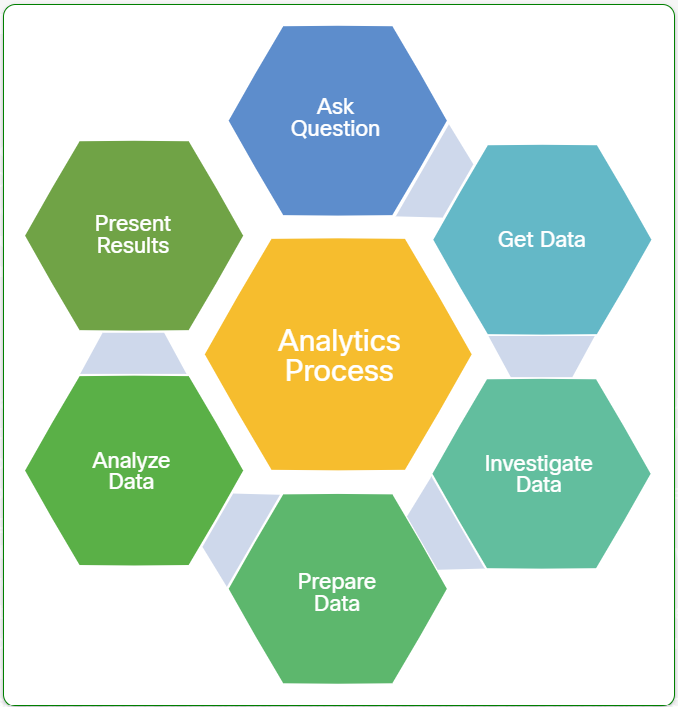 Ask
Question
Get Data
Investigate
Data
Prepare
Data
Analyze
Data
Present
Results
Analytics
Process